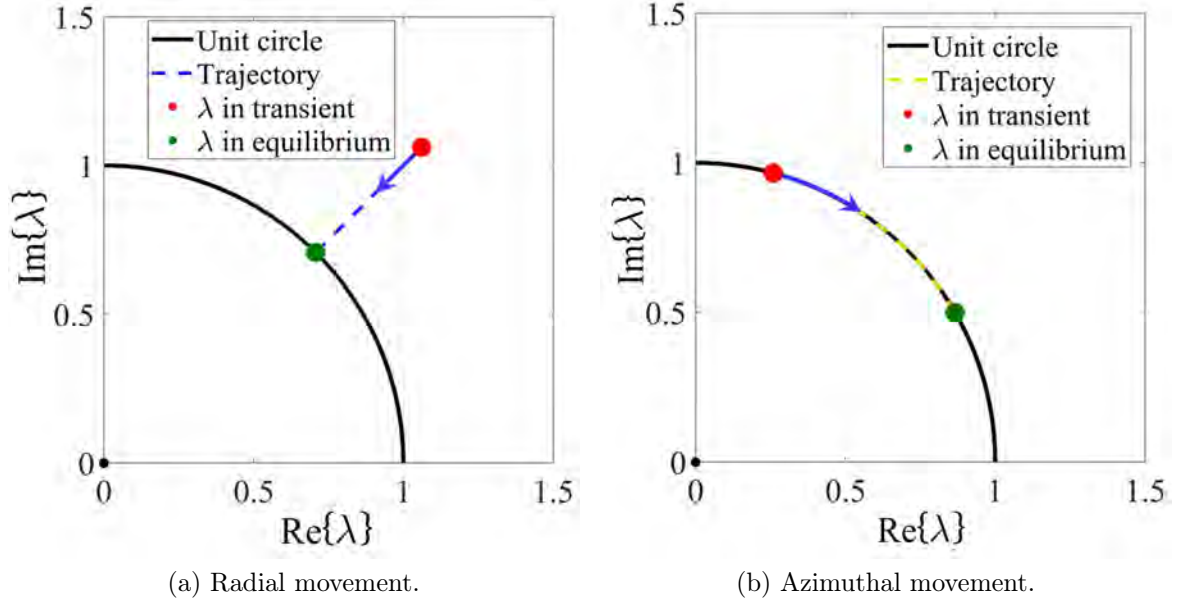 1.5
Unit circle
Trajectory
λ in transient
λ in equilibrium
1
0.5
0
Im{λ}
0
0.5
1
1.5
Re{λ}
(a) Radial movement.
1.5
Unit circle
Trajectory
λ in transient
λ in equilibrium
1
0.5
0
Im{λ}
0
0.5
1
1.5
Re{λ}
(b) Azimuthal movement.